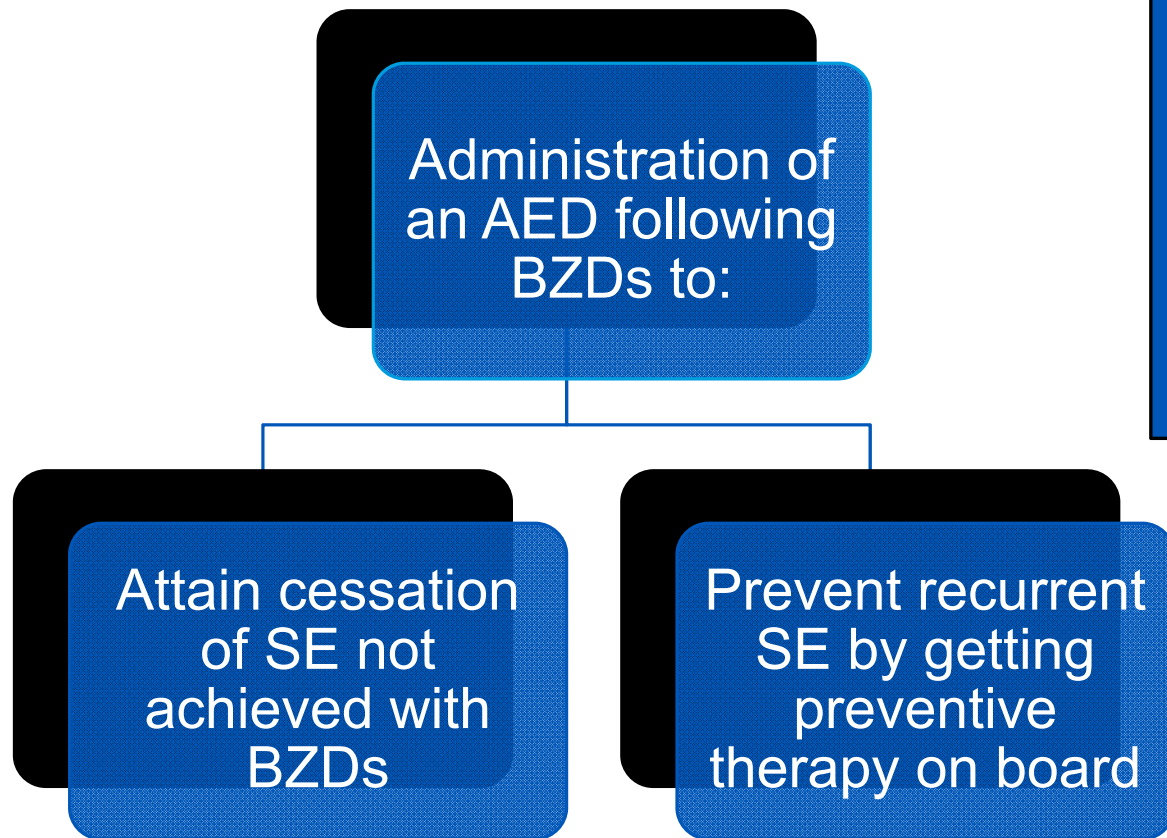 Administration of
an AED following
BZDs to:
Attain cessation
of SE not
achieved with
BZDs
Prevent recurrent
SE by getting
preventive
therapy on board